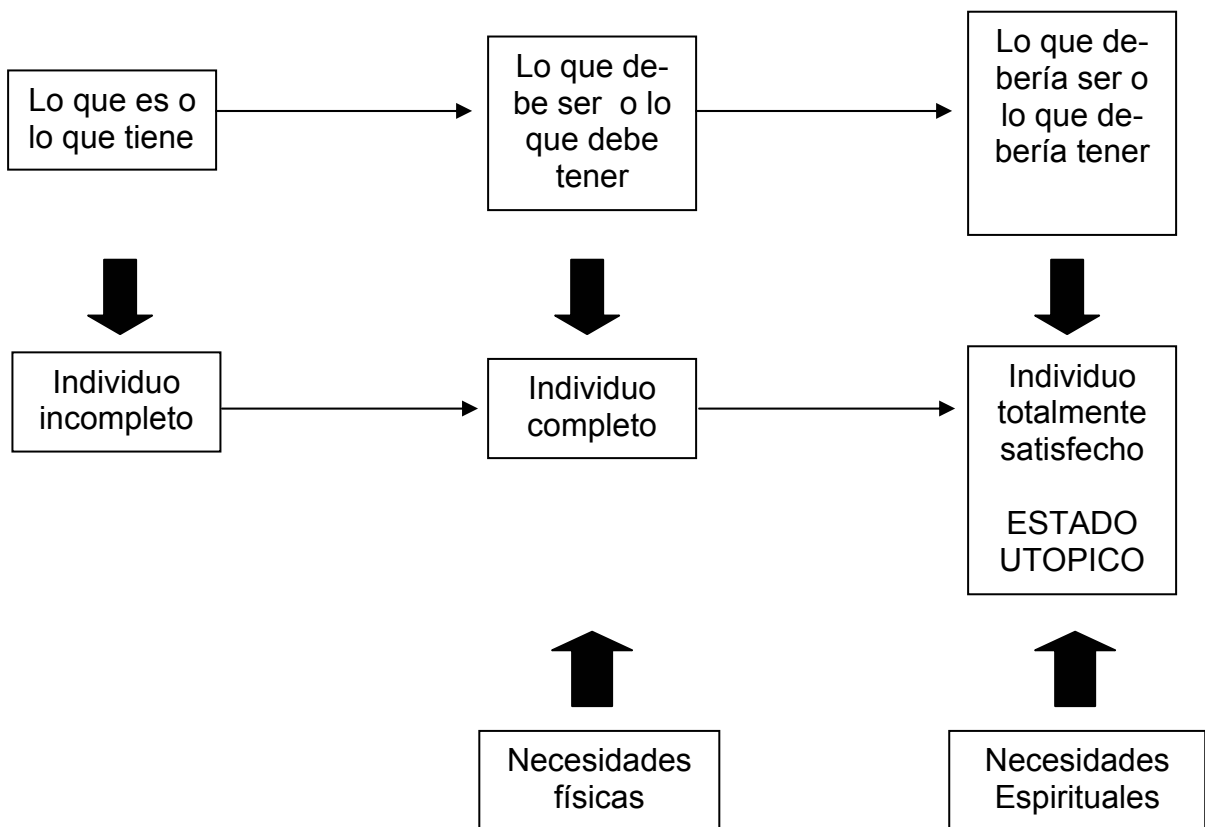 Lo que es o
lo que tiene
Lo que de-
be ser  o lo
que debe
tener
Lo que de-
bería ser o
lo que de-
bería tener
Individuo
incompleto
Individuo
completo
Individuo
totalmente
satisfecho
ESTADO
UTOPICO
Necesidades
físicas
Necesidades
Espirituales